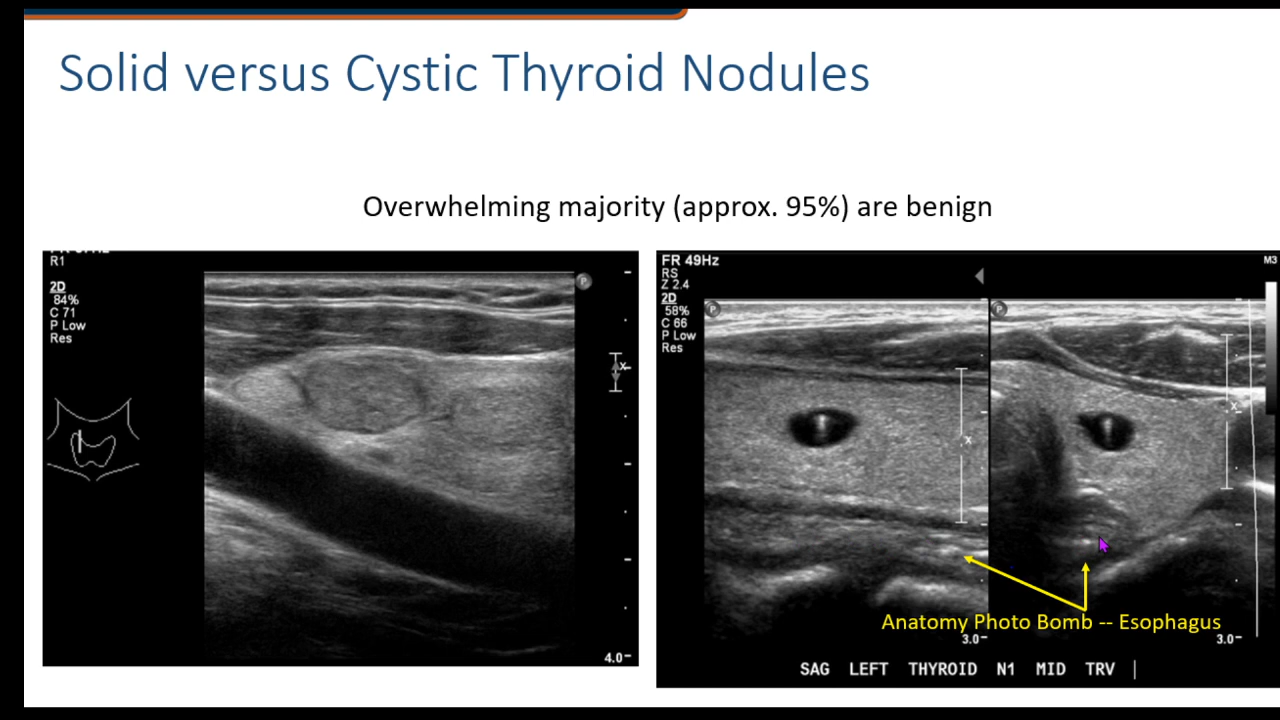 Solid versus Cystic Thyroid Nodules
Overwhelming majority (approx. 95%) are benign
R1
2D
84%
C 71
P Low
Res
P
x
4.0
FR 49Hz
RS
Z 2.4
2D
58%
C 66
P Low
Res
P
P
M3
x
x
Anatomy Photo Bomb -- Esophagus
3.0
3.0
SAG LEFT THYROID N1 MID TRV